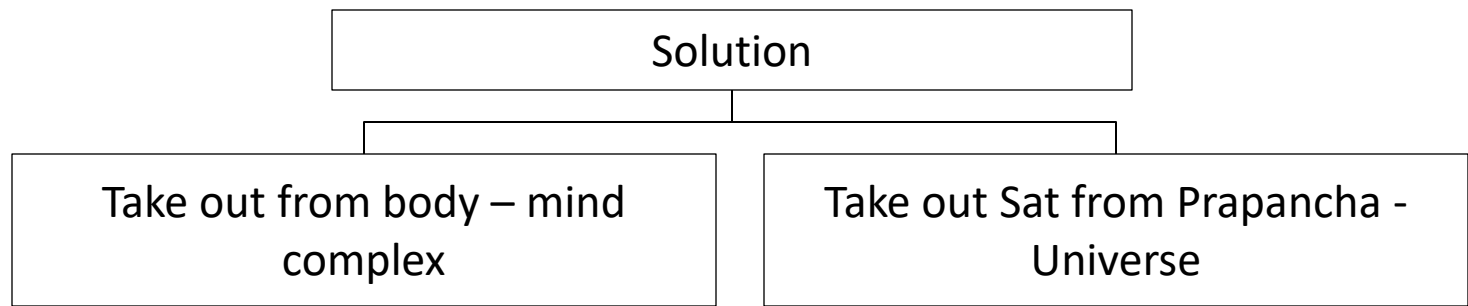 Solution
Take out from body – mind
complex
Take out Sat from Prapancha -
Universe